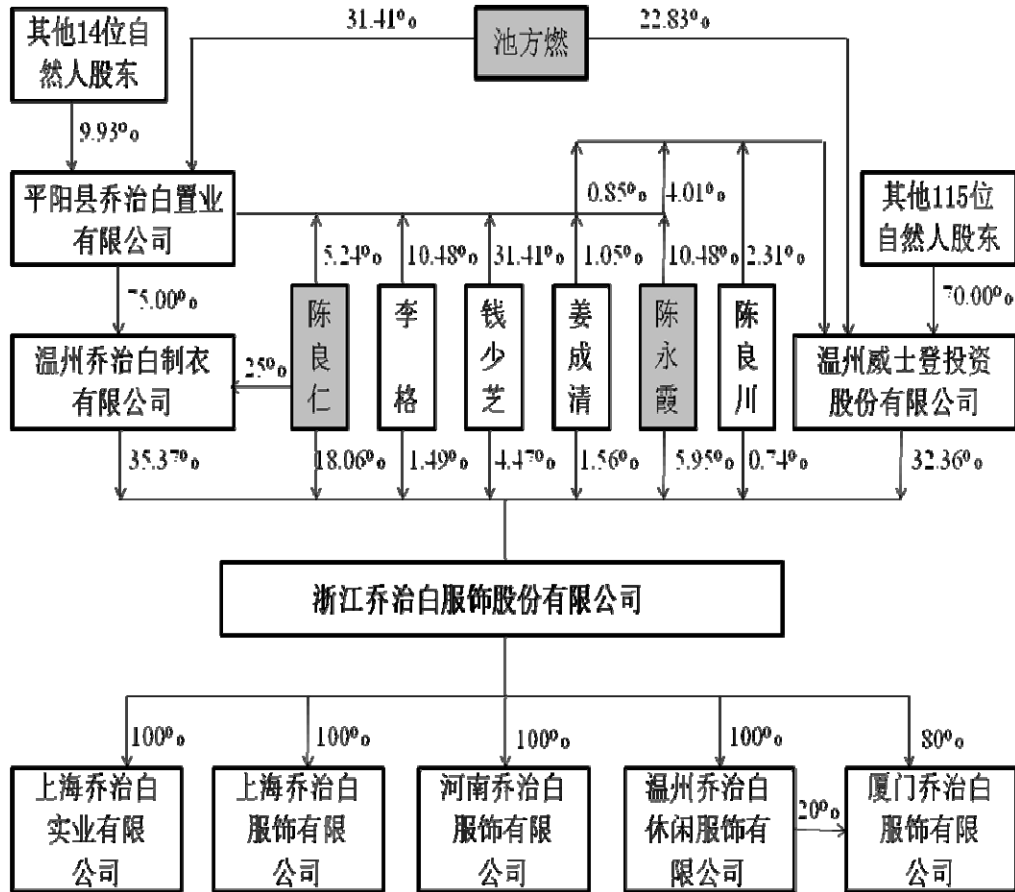 31.41%
22.83%
其他14位自
然人股东
池方燃
9.93%
平阳县乔治白置业
有限公司
0.85%
4.01%
其他115位
自然人股东
5.24%
10.48%
31.41%
1.05%
10.48%
2.31%
75.00%
70.00%
温州乔治白制衣
有限公司
25%
陈良仁
李格
钱少芝
姜成清
陈永霞
陈良川
温州威士登投资
股份有限公司
35.37%
18.06%
1.49%
4.47%
1.56%
5.95%
0.74%
32.36%
浙江乔治白服饰股份有限公司
100%
100%
100%
100%
80%
上海乔治白
实业有限
公司
上海乔治白
服饰有限
公司
河南乔治白
服饰有限
公司
温州乔治白
休闲服饰有
限公司
20%
厦门乔治白
服饰有限
公司